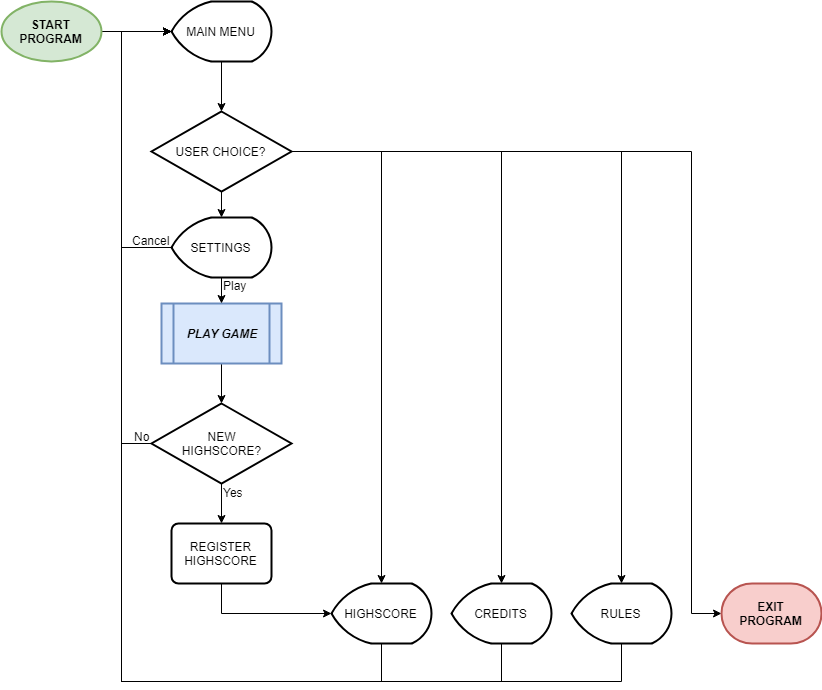 START
PROGRAM
MAIN MENU
USER CHOICE?
Cancel
SETTINGS
Play
PLAY GAME
No
NEW
HIGHSCORE?
Yes
REGISTER
HIGHSCORE
HIGHSCORE
CREDITS
RULES
EXIT
PROGRAM